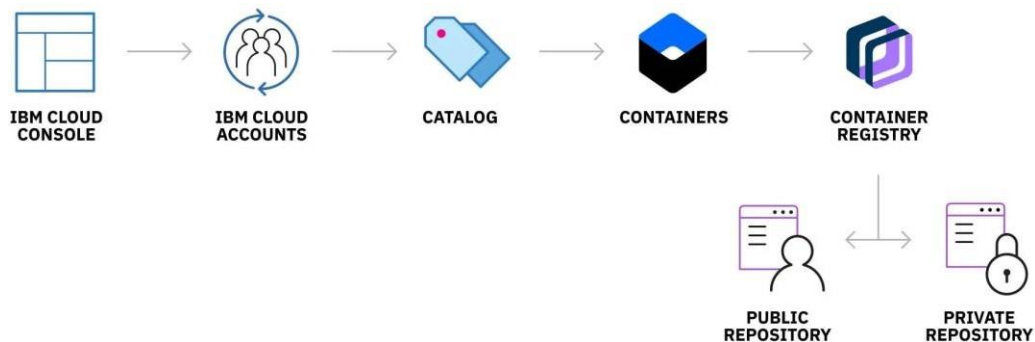 IBM CLOUD
CONSOLE
IBM CLOUD
ACCOUNTS
CATALOG
CONTAINERS
CONTAINER
REGISTRY
PUBLIC
REPOSITORY
PRIVATE
REPOSITORY